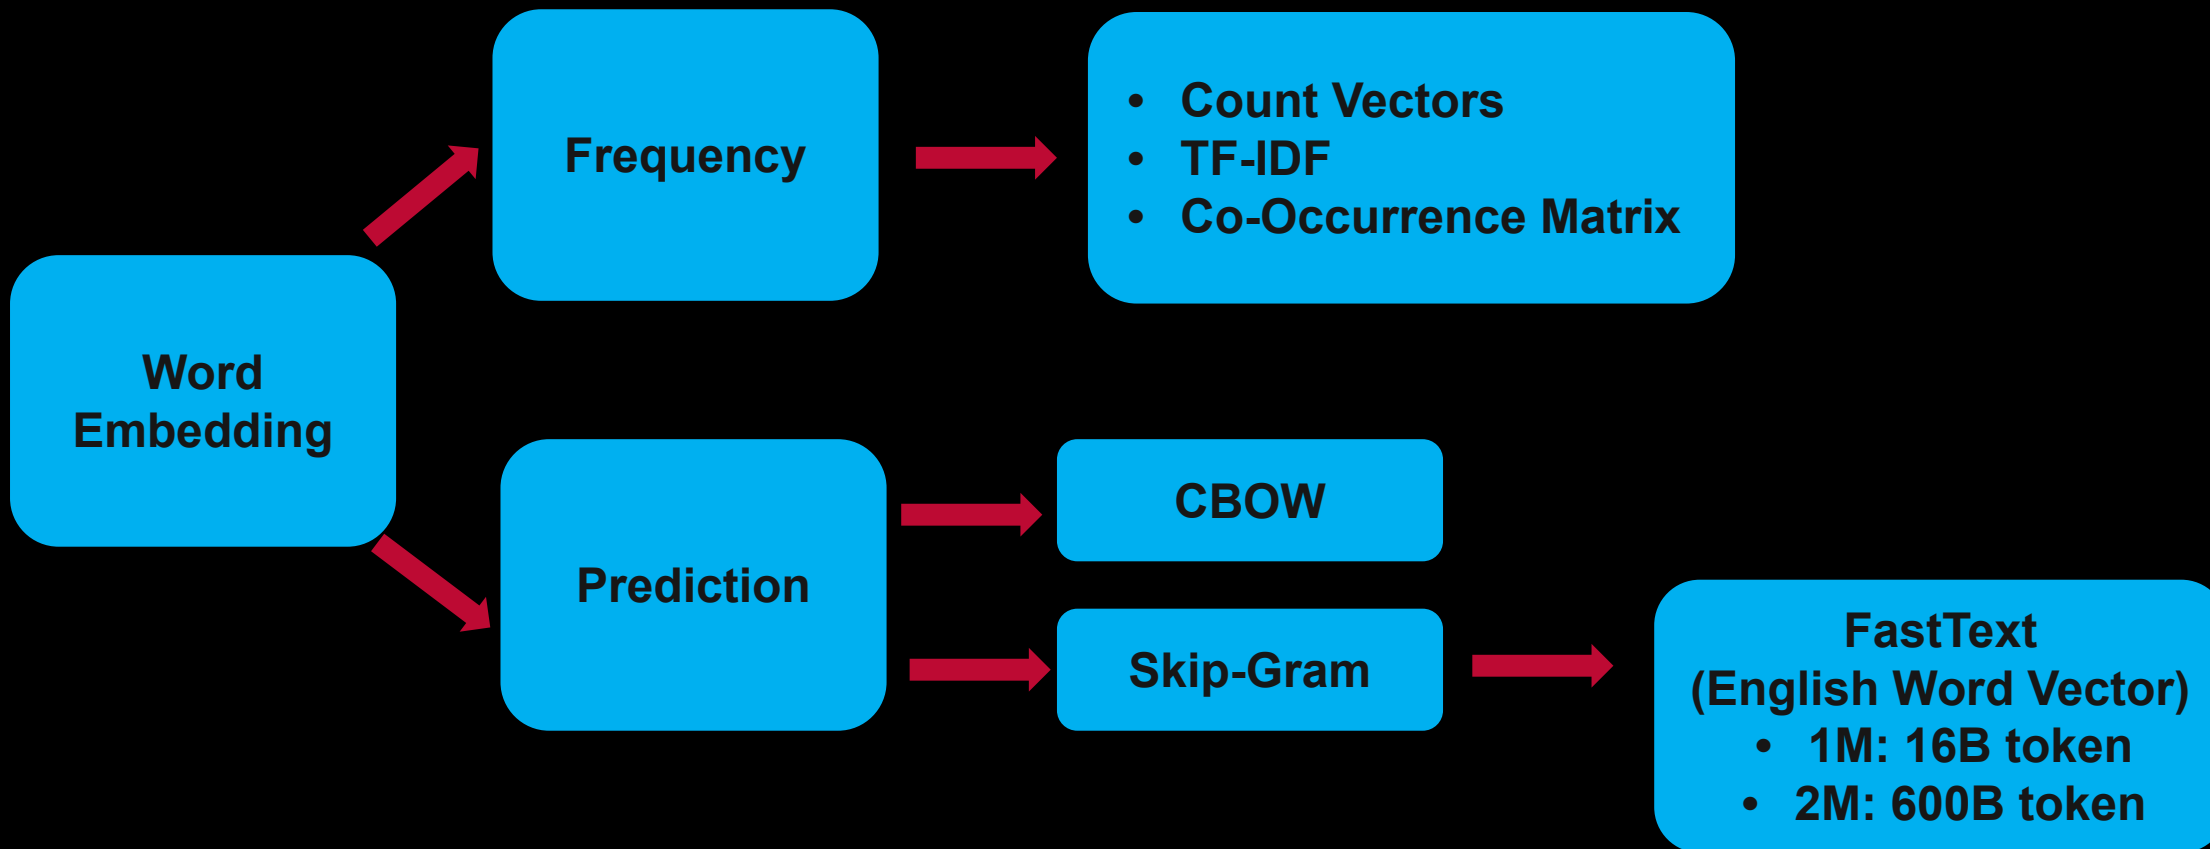 Frequency
• Count Vectors
• TF-IDF
• Co-Occurrence Matrix
Word
Embedding
Prediction
CBOW
Skip-Gram
FastText
(English Word Vector)
• 1M: 16B token
• 2M: 600B token